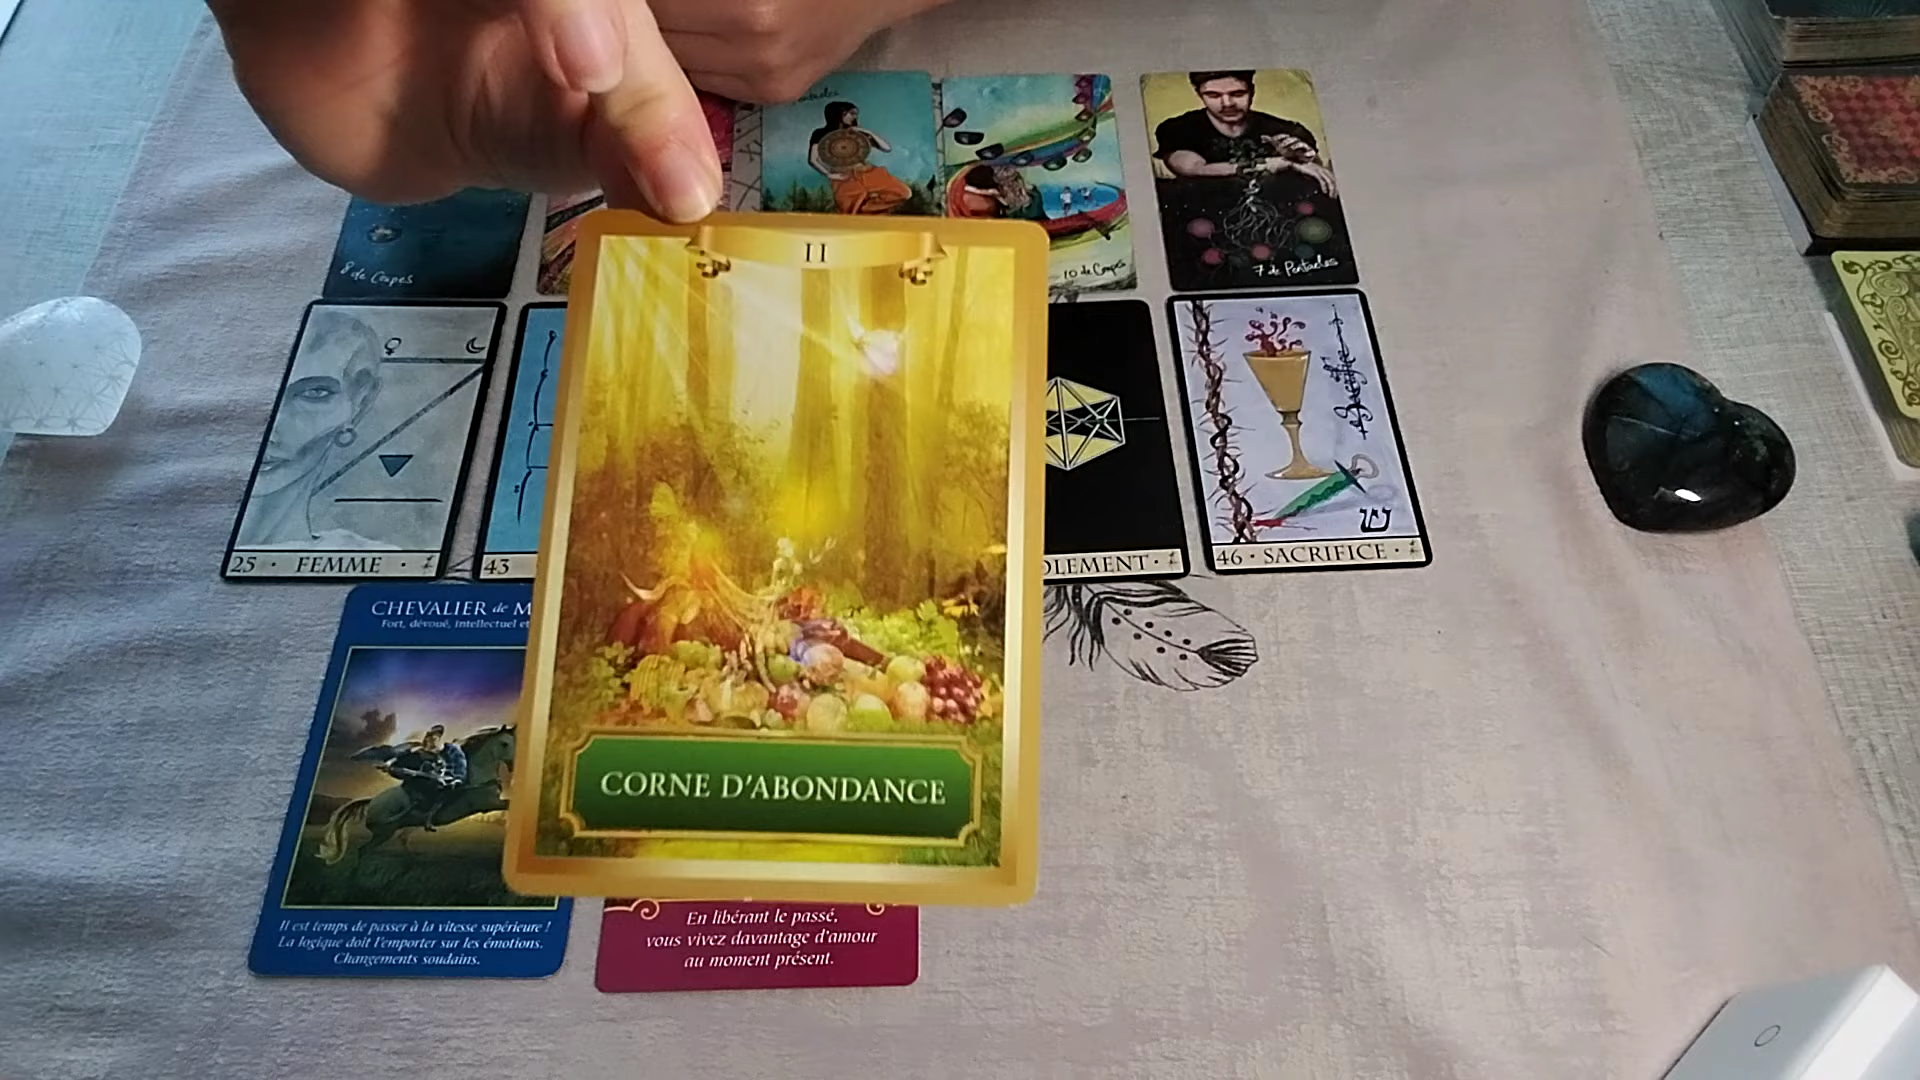 8 de Coupes
10 de Coupes
7 de Pentacles
II
25 · FEMME ·
43
OLEMENT ·
46 · SACRIFICE ·
Sacrifice
CHEVALIER de M
Fort, dévoué, intellectuel et
CORNE D'ABONDANCE
Il est temps de passer à la vitesse supérieure !
La logique doit l'emporter sur les émotions.
Changements soudains.
En libérant le passé,
vous vivez davantage d'amour
au moment présent.